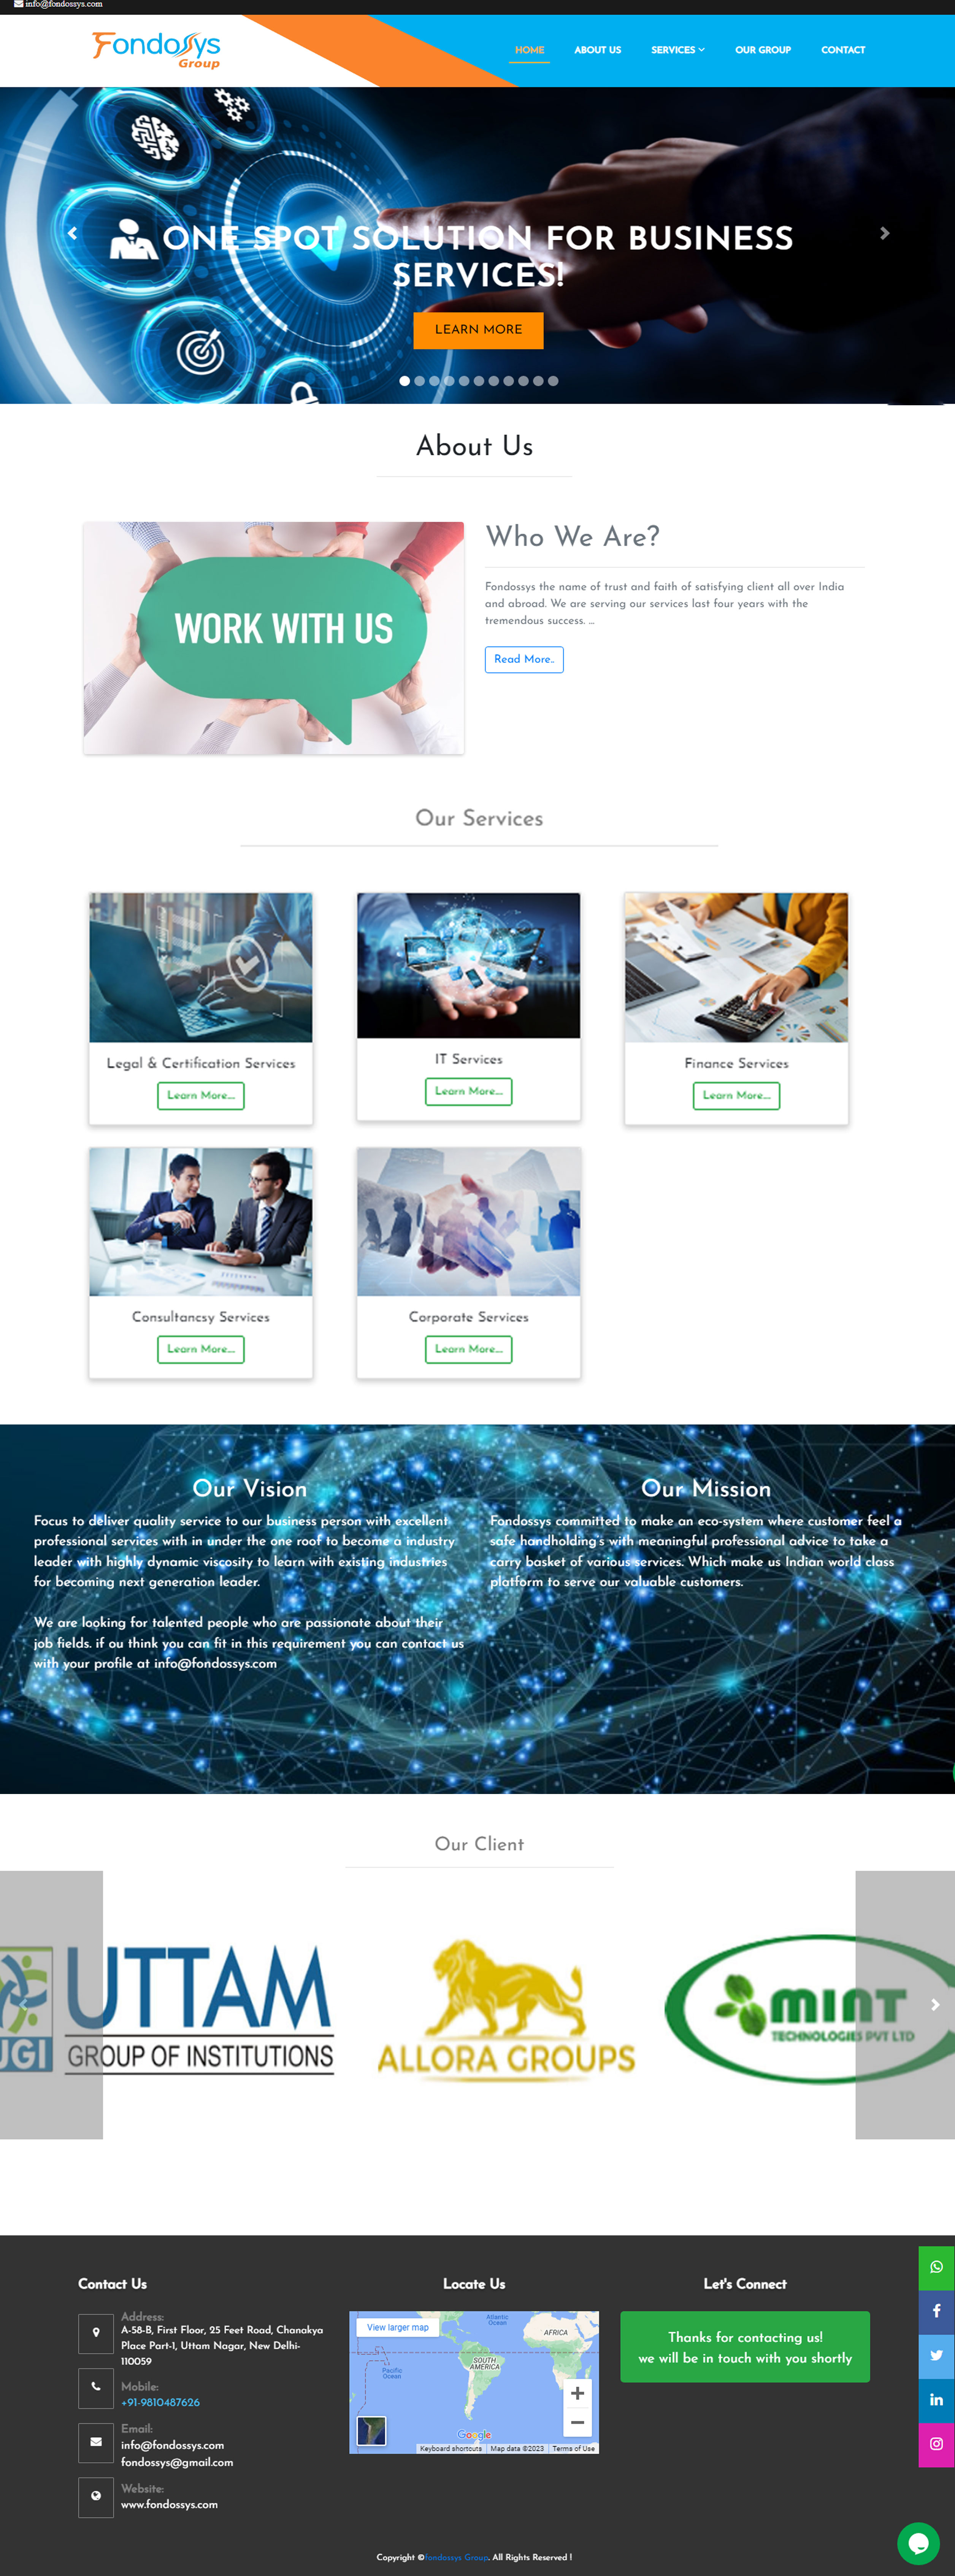 info@fondossys.com
Fondossys
Group
HOME
ABOUT US
SERVICES
OUR GROUP
CONTACT
ONE SPOT SOLUTION FOR BUSINESS
SERVICES!
LEARN MORE
About Us
WORK WITH US
Who We Are?
Fondossys the name of trust and faith of satisfying client all over India
and abroad. We are serving our services last four years with the
tremendous success. ...
Read More..
Our Services
Legal & Certification Services
Learn More...
IT Services
Learn More...
Finance Services
Learn More...
Consultancsy Services
Learn More...
Corporate Services
Learn More...
Our Vision
Focus to deliver quality service to our business person with excellent
professional services with in under the one roof to become a industry
leader with highly dynamic viscosity to learn with existing industries
for becoming next generation leader.
We are looking for talented people who are passionate about their
job fields. if ou think you can fit in this requirement you can contact us
with your profile at info@fondossys.com
Our Mission
Fondossys committed to make an eco-system where customer feel a
safe handholding's with meaningful professional advice to take a
carry basket of various services. Which make us Indian world class
platform to serve our valuable customers.
Our Client
UGI
UTTAM
GROUP OF INSTITUTIONS
ALLORA GROUPS
MINT
TECHNOLOGIES PVT LTD
Contact Us
Address:
A-58-B, First Floor, 25 Feet Road, Chanakya
Place Part-1, Uttam Nagar, New Delhi-
110059
Mobile:
+91-9810487626
Email:
info@fondossys.com
fondossys@gmail.com
Website:
www.fondossys.com
Locate Us
View larger map
Atlantic
Ocean
AFRICA
SOUTH
AMERICA
Pacific
Ocean
Google
Keyboard shortcuts
Map data ©2023
Terms of Use
Let's Connect
Thanks for contacting us!
we will be in touch with you shortly
Copyright ©fondossys Group. All Rights Reserved !